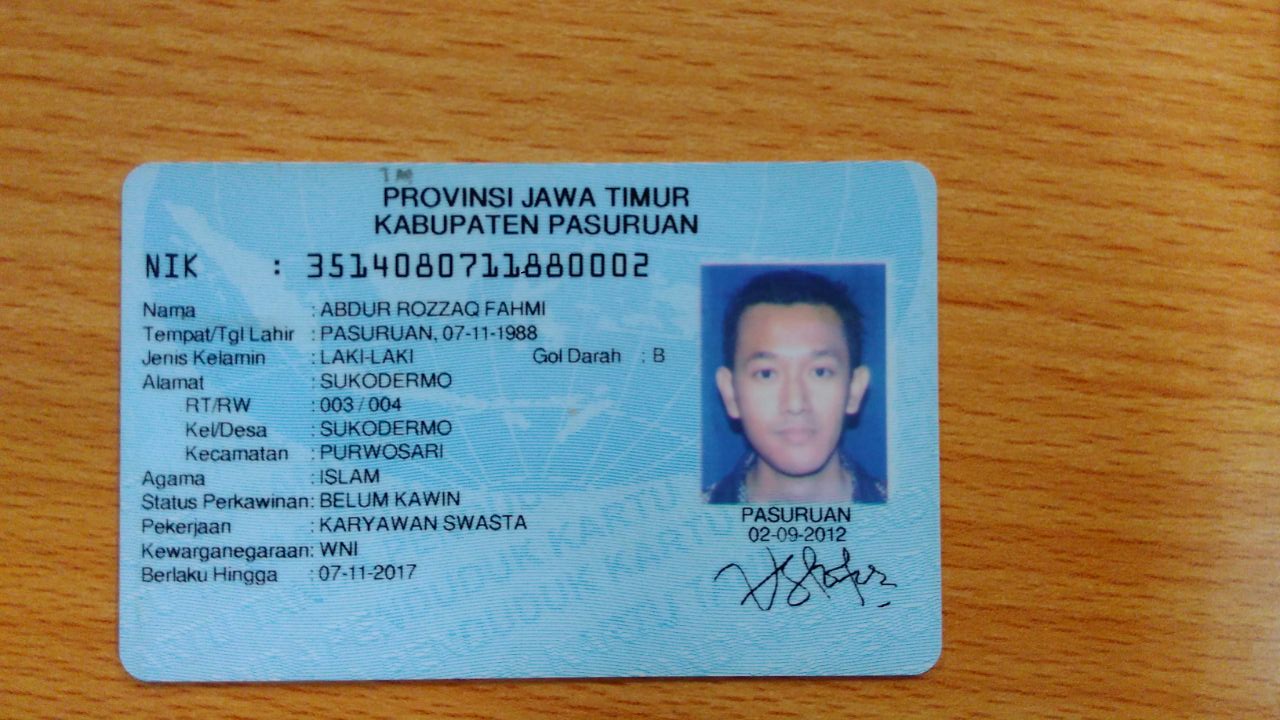 PROVINSI JAWA TIMUR
KABUPATEN PASURUAN
NIK : 3514080711880002
Nama : ABDUR ROZZAQ FAHMI
Tempat/Tgl Lahir : PASURUAN, 07-11-1988
Jenis Kelamin : LAKI-LAKI Gol Darah : B
Alamat : SUKODERMO
RT/RW : 003 / 004
Kel/Desa : SUKODERMO
Kecamatan : PURWOSARI
Agama : ISLAM
Status Perkawinan: BELUM KAWIN
Pekerjaan : KARYAWAN SWASTA
Kewarganegaraan: WNI
Berlaku Hingga : 07-11-2017
PASURUAN
02-09-2012